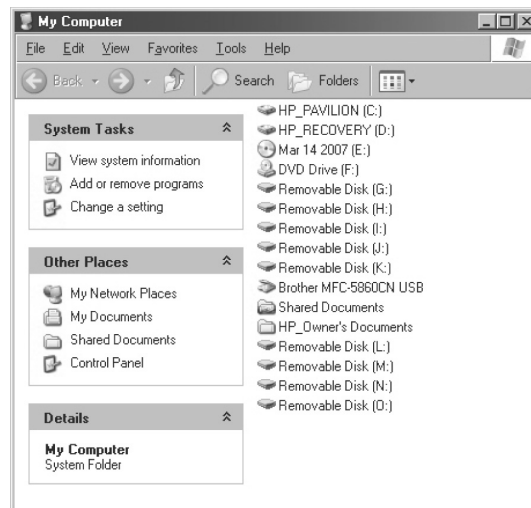 My Computer
File Edit View Favorites Tools Help
Back Search Folders
System Tasks
View system information
Add or remove programs
Change a setting
Other Places
My Network Places
My Documents
Shared Documents
Control Panel
Details
My Computer
System Folder
HP_PAVILION (C:)
HP_RECOVERY (D:)
Mar 14 2007 (E:)
DVD Drive (F:)
Removable Disk (G:)
Removable Disk (H:)
Removable Disk (I:)
Removable Disk (J:)
Removable Disk (K:)
Brother MFC-5860CN USB
Shared Documents
HP_Owner's Documents
Removable Disk (L:)
Removable Disk (M:)
Removable Disk (N:)
Removable Disk (O:)